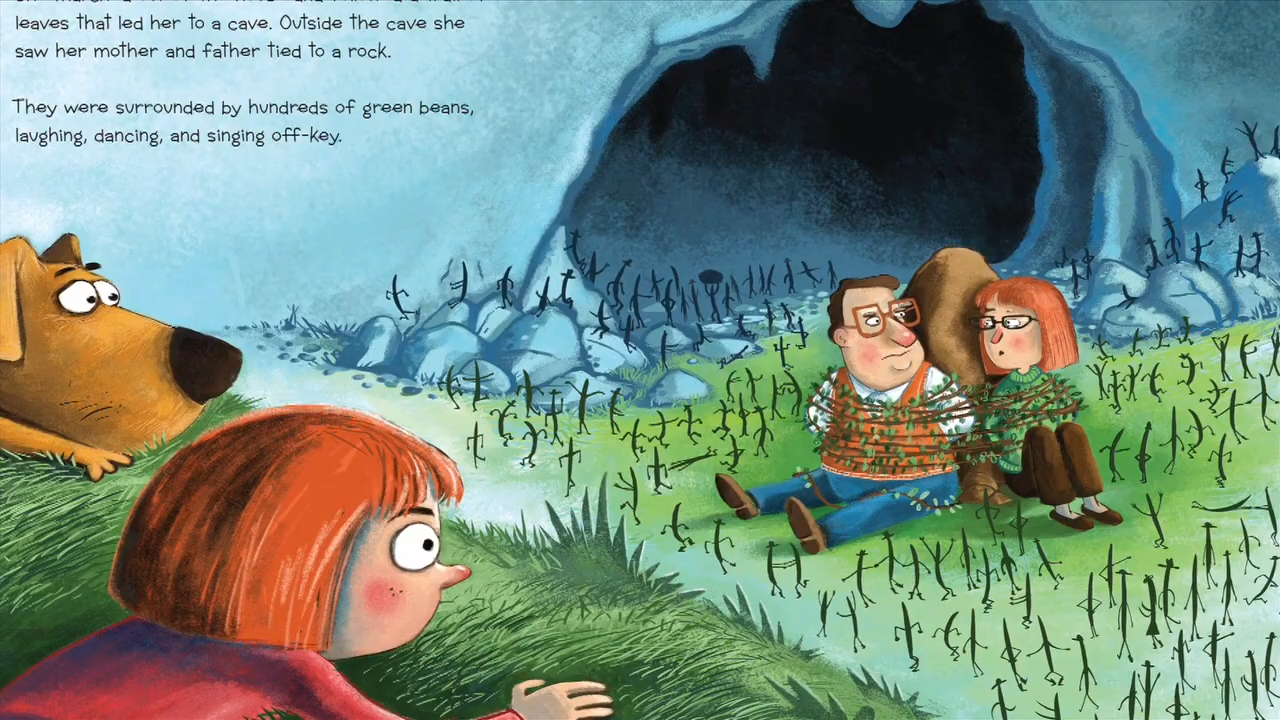 leaves that led her to a cave. Outside the cave she
saw her mother and father tied to a rock.
They were surrounded by hundreds of green beans,
laughing, dancing, and singing off-key.